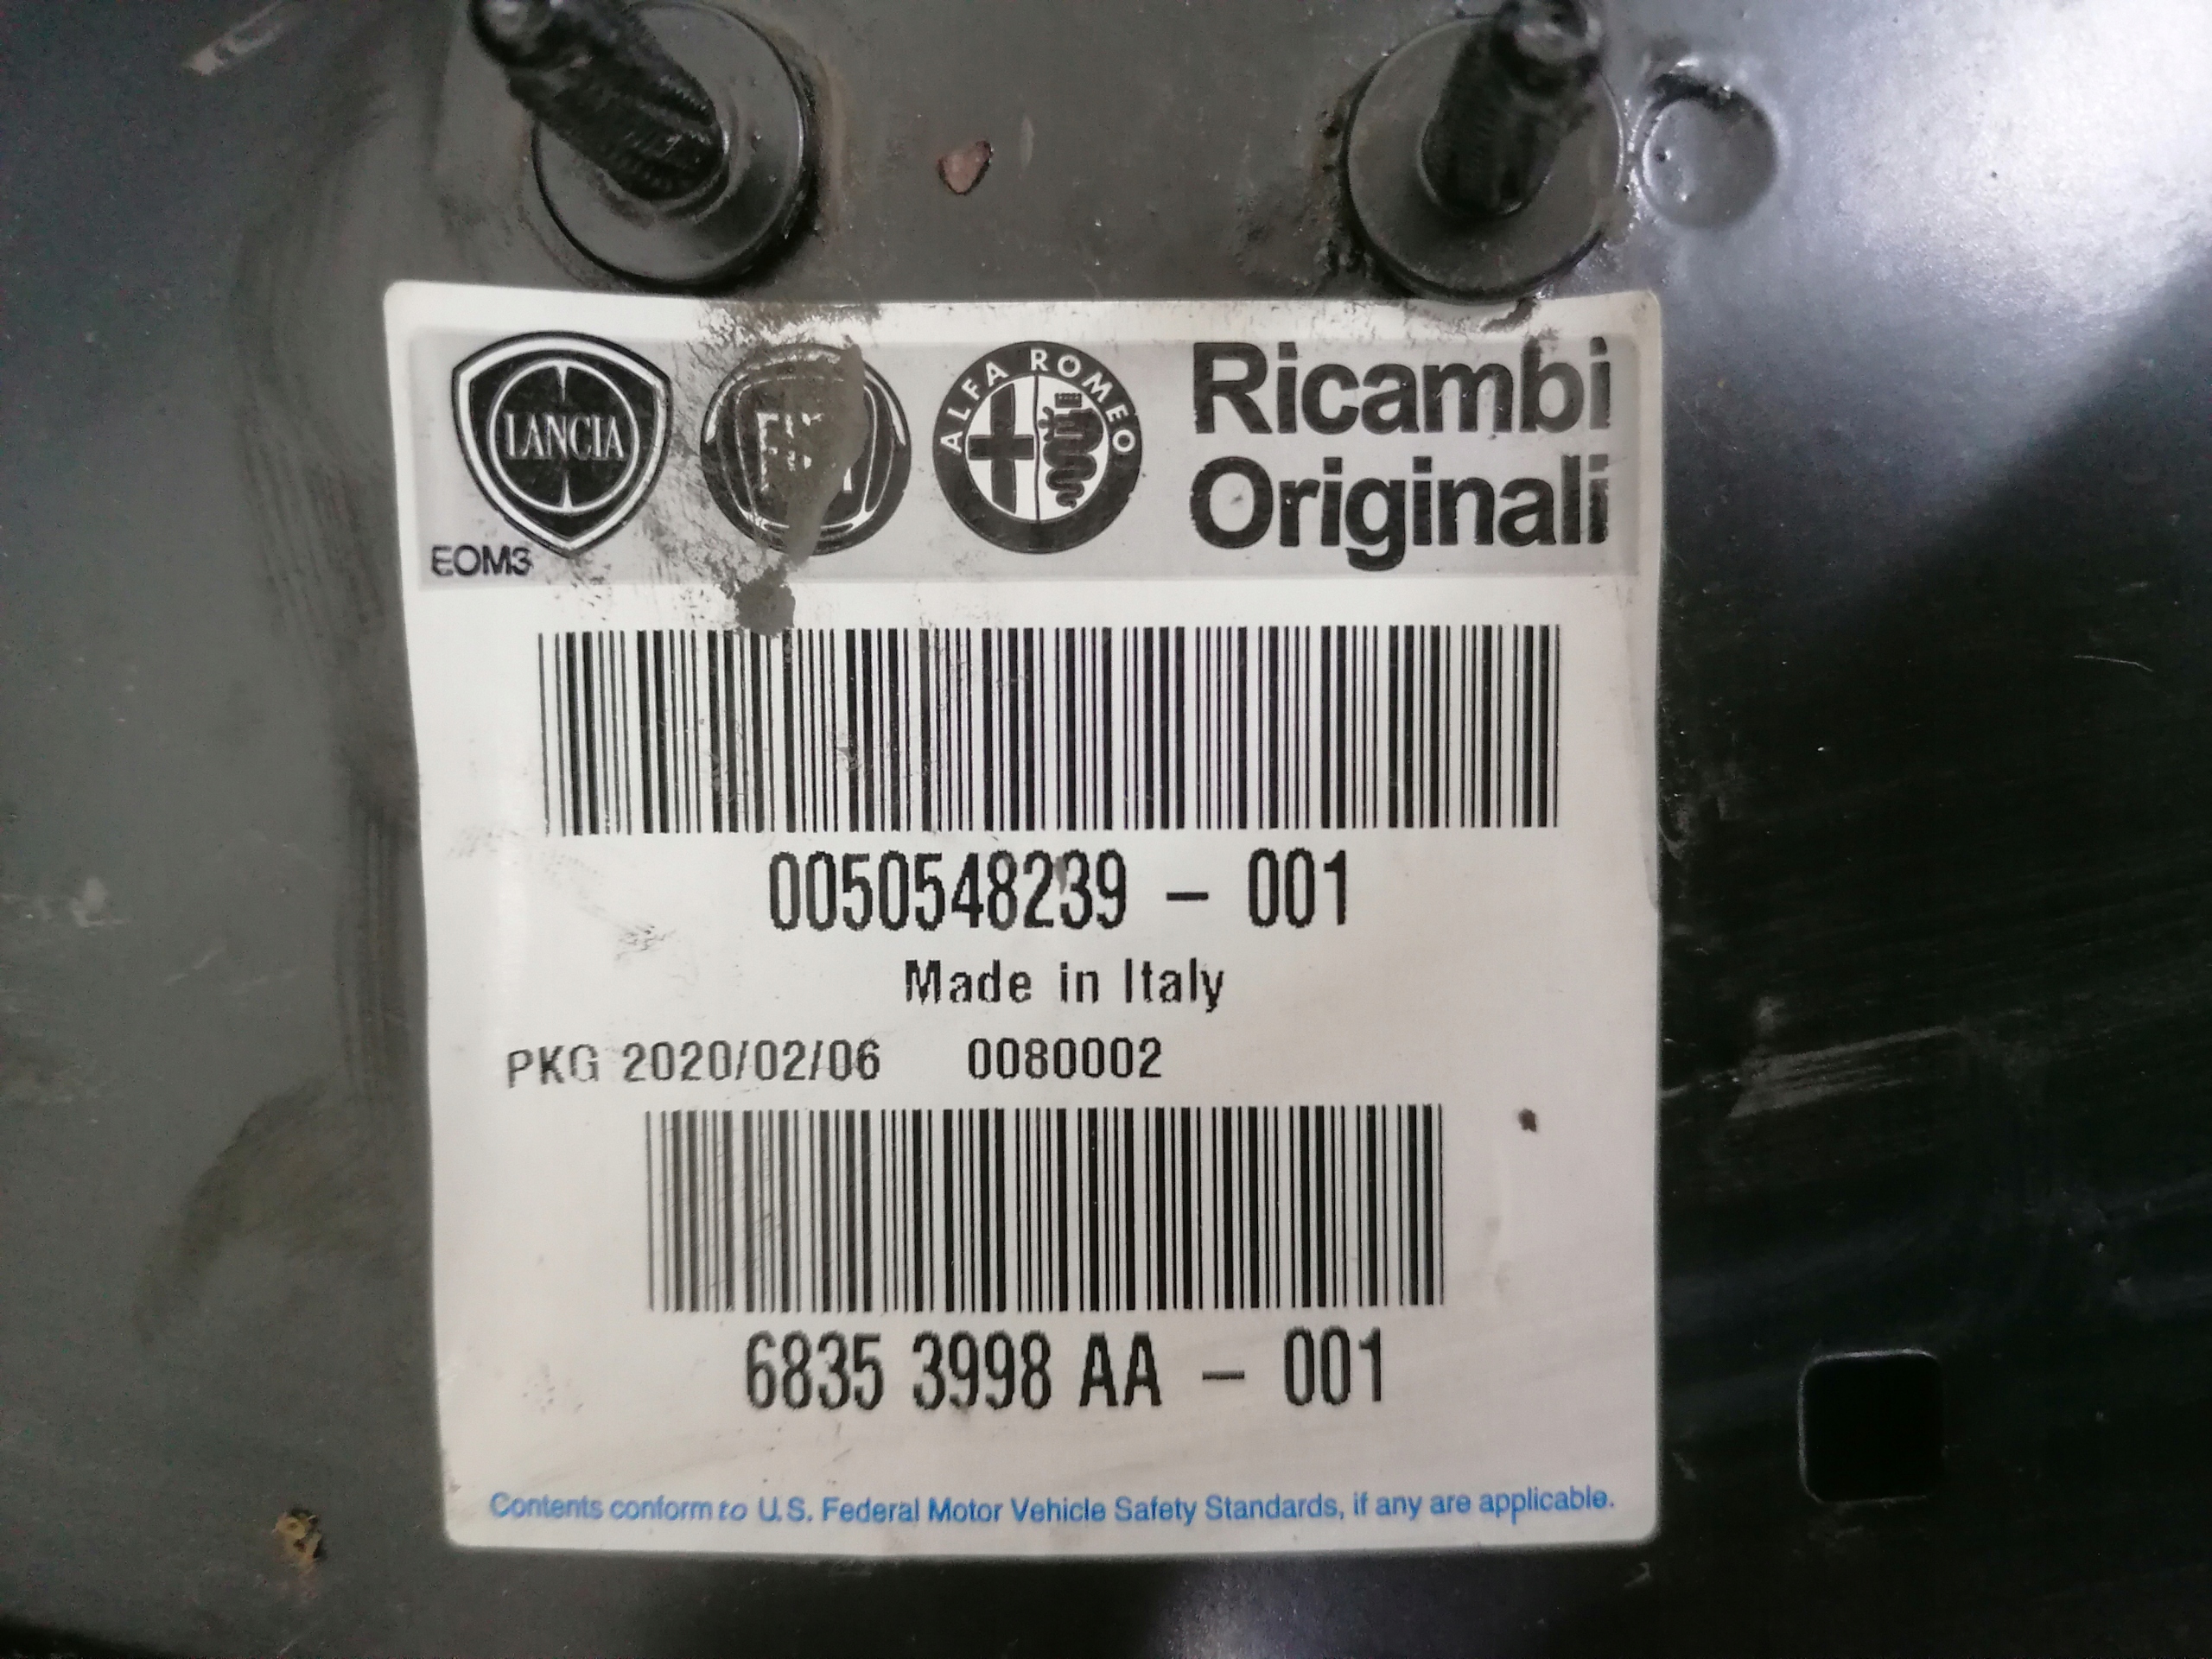 LANCIA
ALFA ROMEO
Ricambi
Originali
EOM3
0050548239 - 001
Made in Italy
PKG 2020/02/06 0080002
6835 3998 AA - 001
Contents conform to U.S. Federal Motor Vehicle Safety Standards, if any are applicable.